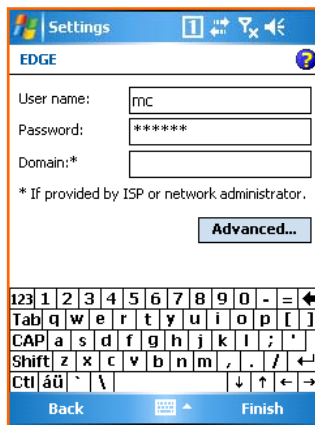 Settings 1
EDGE ?
User name: mc
Password: ******
Domain:*
* If provided by ISP or network administrator.
Advanced...
123 1 2 3 4 5 6 7 8 9 0 - = 
Tab q w e r t y u i o p [ ]
CAP a s d f g h j k l ; '
Shift z x c v b n m , . / 
Ctl áü ` \ ↓ ↑ ← →
Back Finish